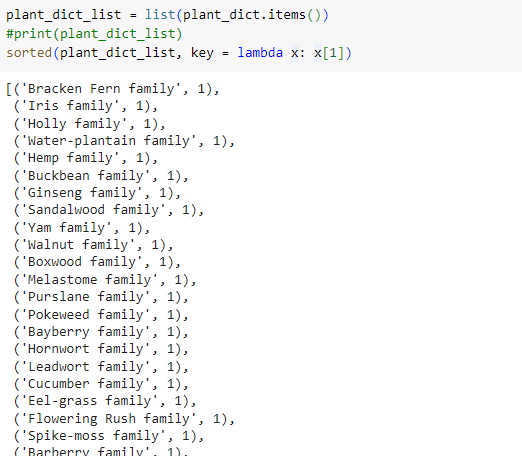 plant_dict_list = list(plant_dict.items())
#print(plant_dict_list)
sorted(plant_dict_list, key = lambda x: x[1])
[('Bracken Fern family', 1),
('Iris family', 1),
('Holly family', 1),
('Water-plantain family', 1),
('Hemp family', 1),
('Buckbean family', 1),
('Ginseng family', 1),
('Sandalwood family', 1),
('Yam family', 1),
('Walnut family', 1),
('Boxwood family', 1),
('Melastome family', 1),
('Purslane family', 1),
('Pokeweed family', 1),
('Bayberry family', 1),
('Hornwort family', 1),
('Leadwort family', 1),
('Cucumber family', 1),
('Eel-grass family', 1),
('Flowering Rush family', 1),
('Spike-moss family', 1),
('Barberry family', 1),